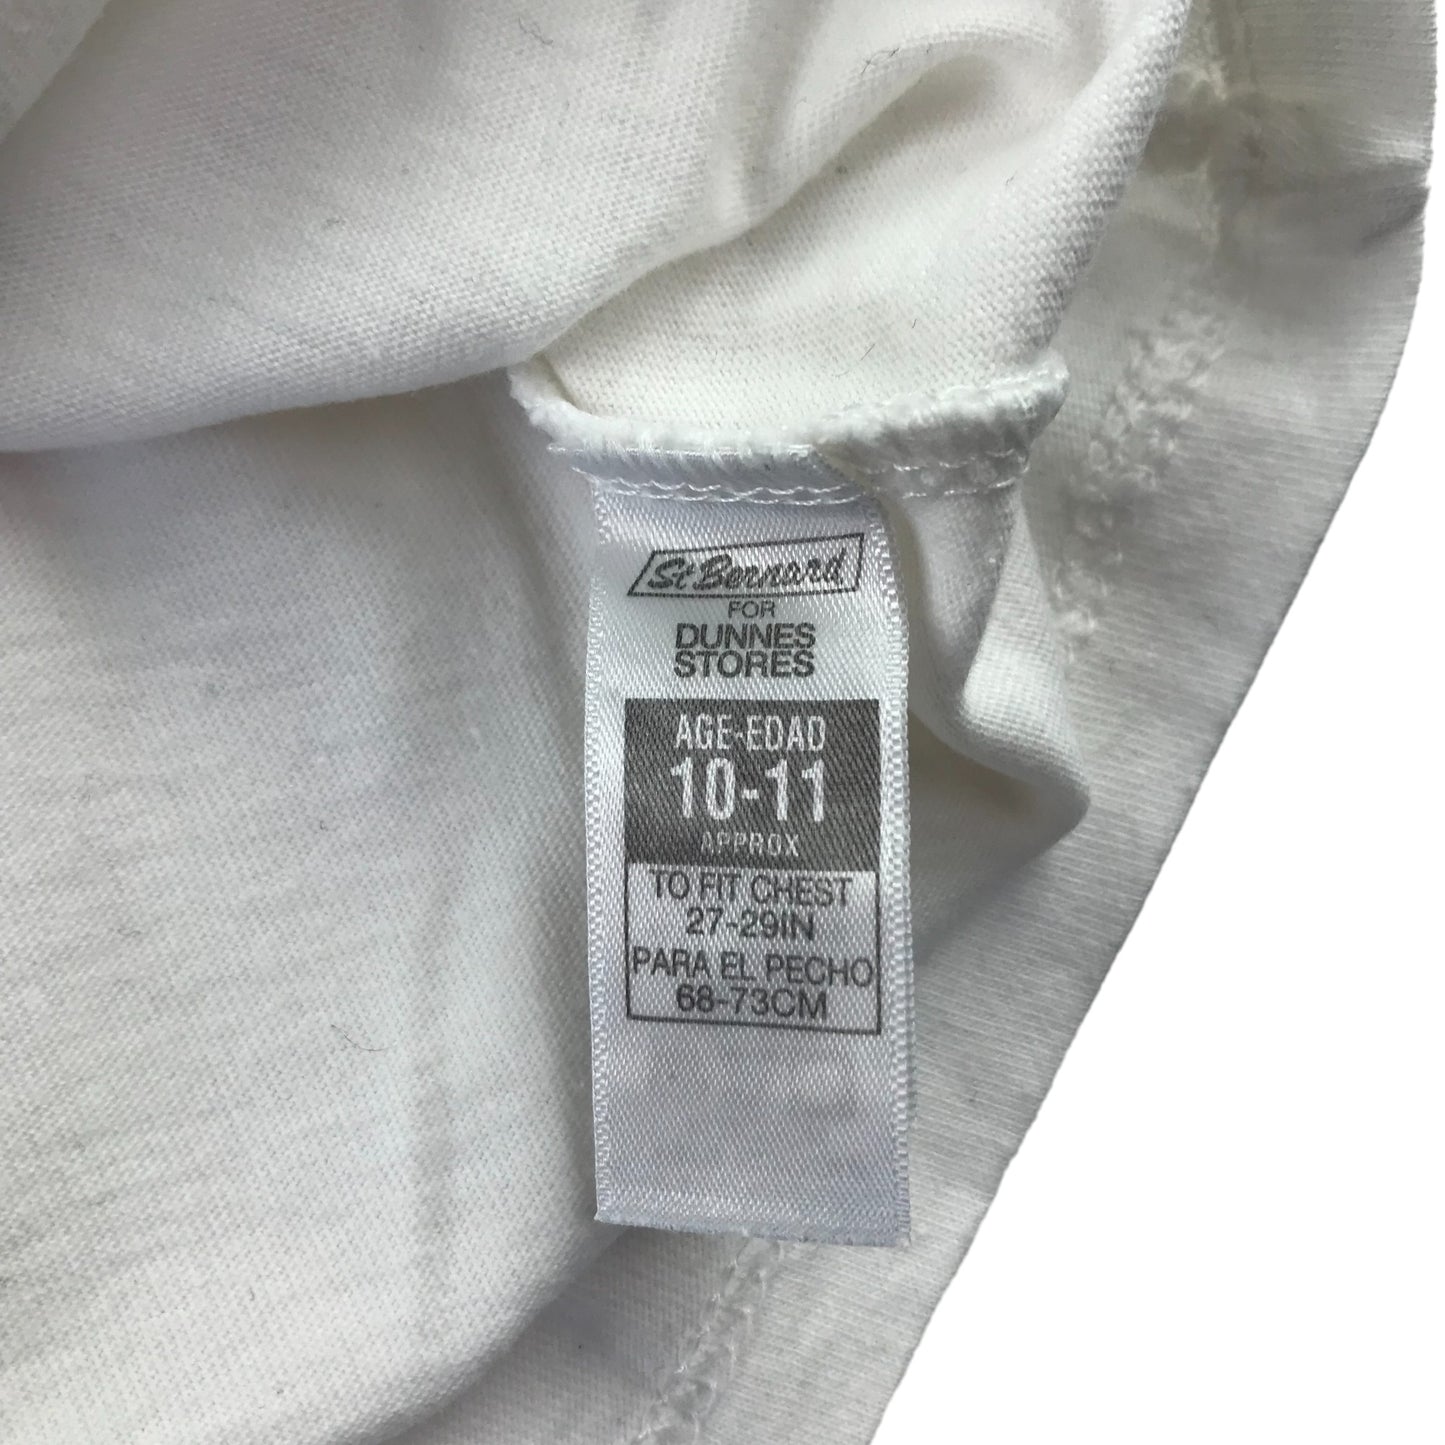 St Bernard
FOR
DUNNES
STORES
AGE-EDAD
10-11
APPROX
TO FIT CHEST
27-29IN
PARA EL PECHO
68-73CM